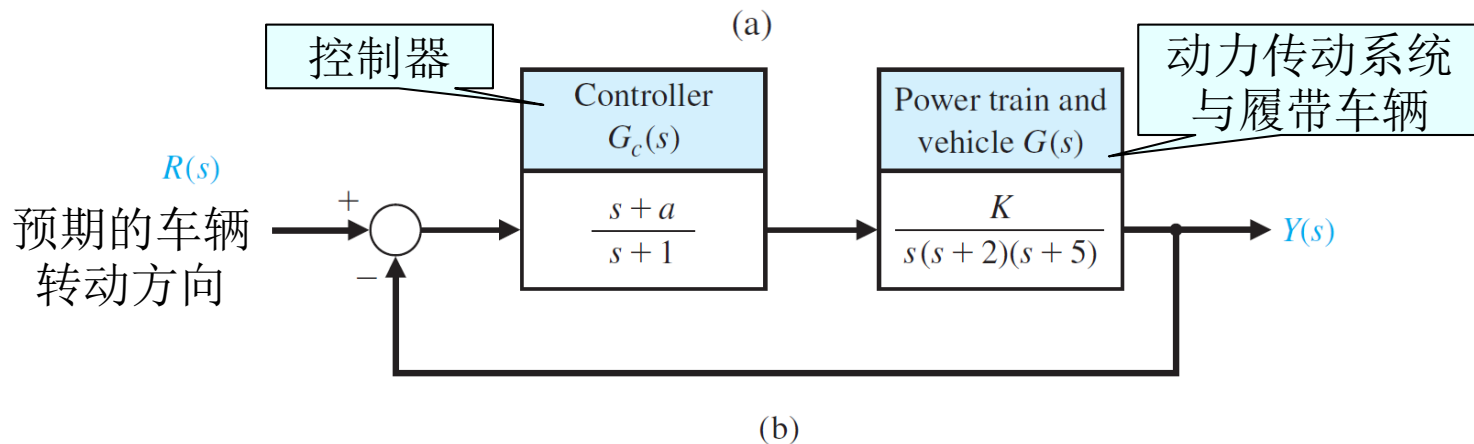 (a)
控制器
动力传动系统
与履带车辆
Controller
G_c(s)
Power train and
vehicle G(s)
R(s)
预期的车辆
转动方向
+
−
s + a
s + 1
K
s(s + 2)(s + 5)
Y(s)
(b)